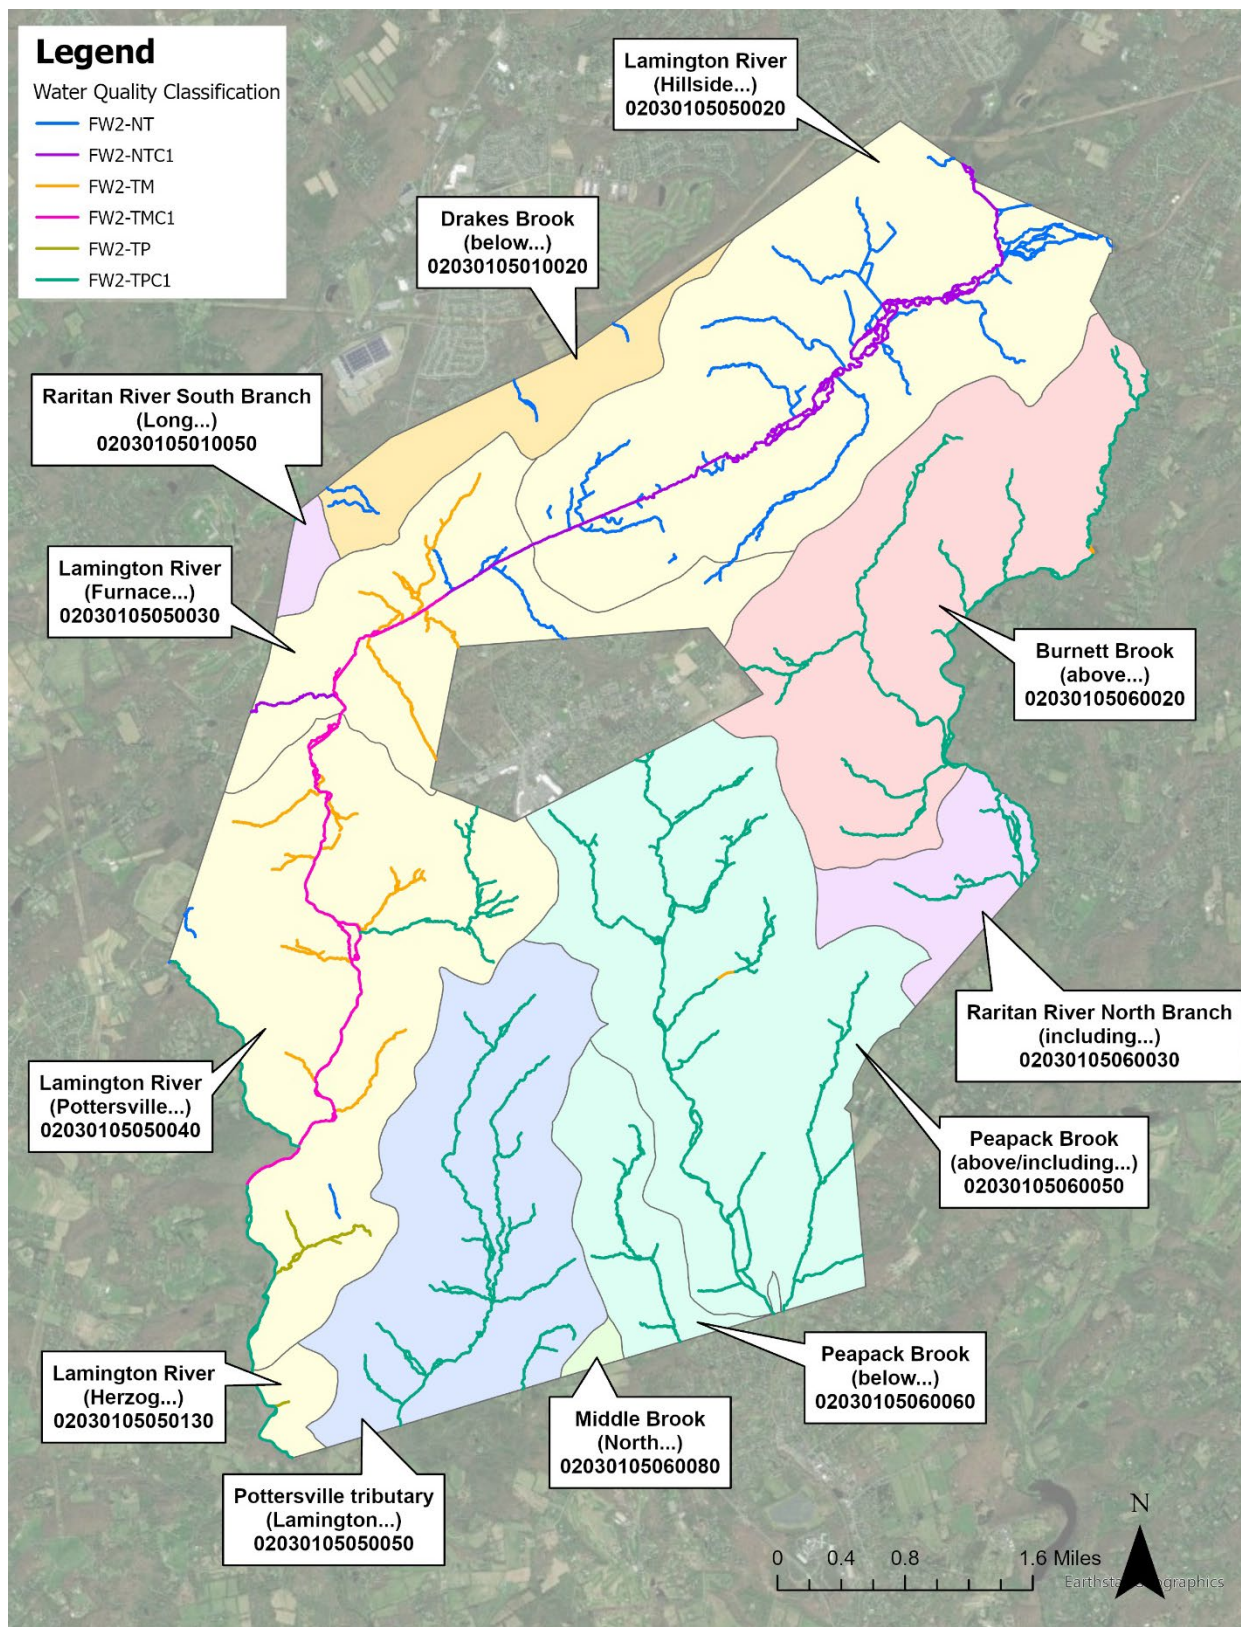 Legend
Water Quality Classification
FW2-NT
FW2-NTC1
FW2-TM
FW2-TMC1
FW2-TP
FW2-TPC1
Lamington River
(Hillside...)
02030105050020
Drakes Brook
(below...)
02030105010020
Raritan River South Branch
(Long...)
02030105010050
Lamington River
(Furnace...)
02030105050030
Burnett Brook
(above...)
02030105060020
Raritan River North Branch
(including...)
02030105060030
Lamington River
(Pottersville...)
02030105050040
Peapack Brook
(above/including...)
02030105060050
Lamington River
(Herzog...)
02030105050130
Peapack Brook
(below...)
02030105060060
Middle Brook
(North...)
02030105060080
Pottersville tributary
(Lamington...)
02030105050050
N
0 0.4 0.8 1.6 Miles